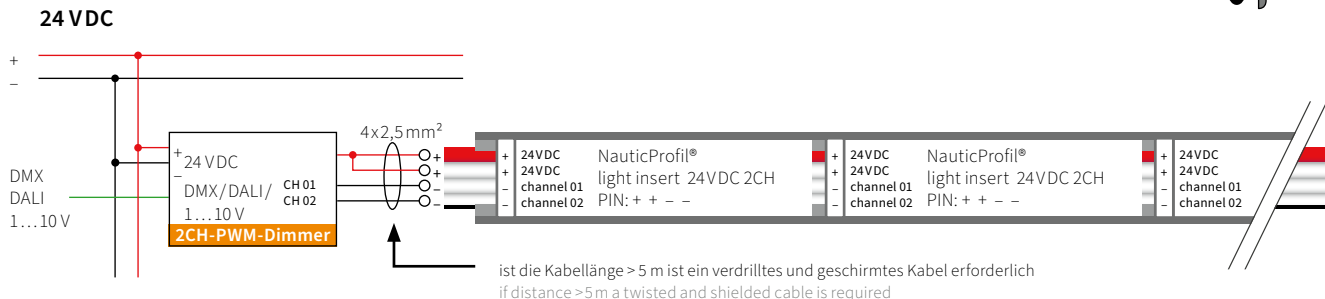 24 VDC
+
–
4x2,5mm²
DMX
DALI
1…10 V
+
–
24 VDC
DMX/DALI/
1…10 V
CH 01
CH 02
2CH-PWM-Dimmer
+
+
–
–
+ 24VDC
+ 24VDC
– channel 01
– channel 02
NauticProfil®
light insert 24VDC 2CH
PIN: + + – –
+ 24VDC
+ 24VDC
– channel 01
– channel 02
NauticProfil®
light insert 24VDC 2CH
PIN: + + – –
+ 24VDC
+ 24VDC
– channel 01
– channel 02
ist die Kabellänge > 5 m ist ein verdrilltes und geschirmtes Kabel erforderlich
if distance >5 m a twisted and shielded cable is required